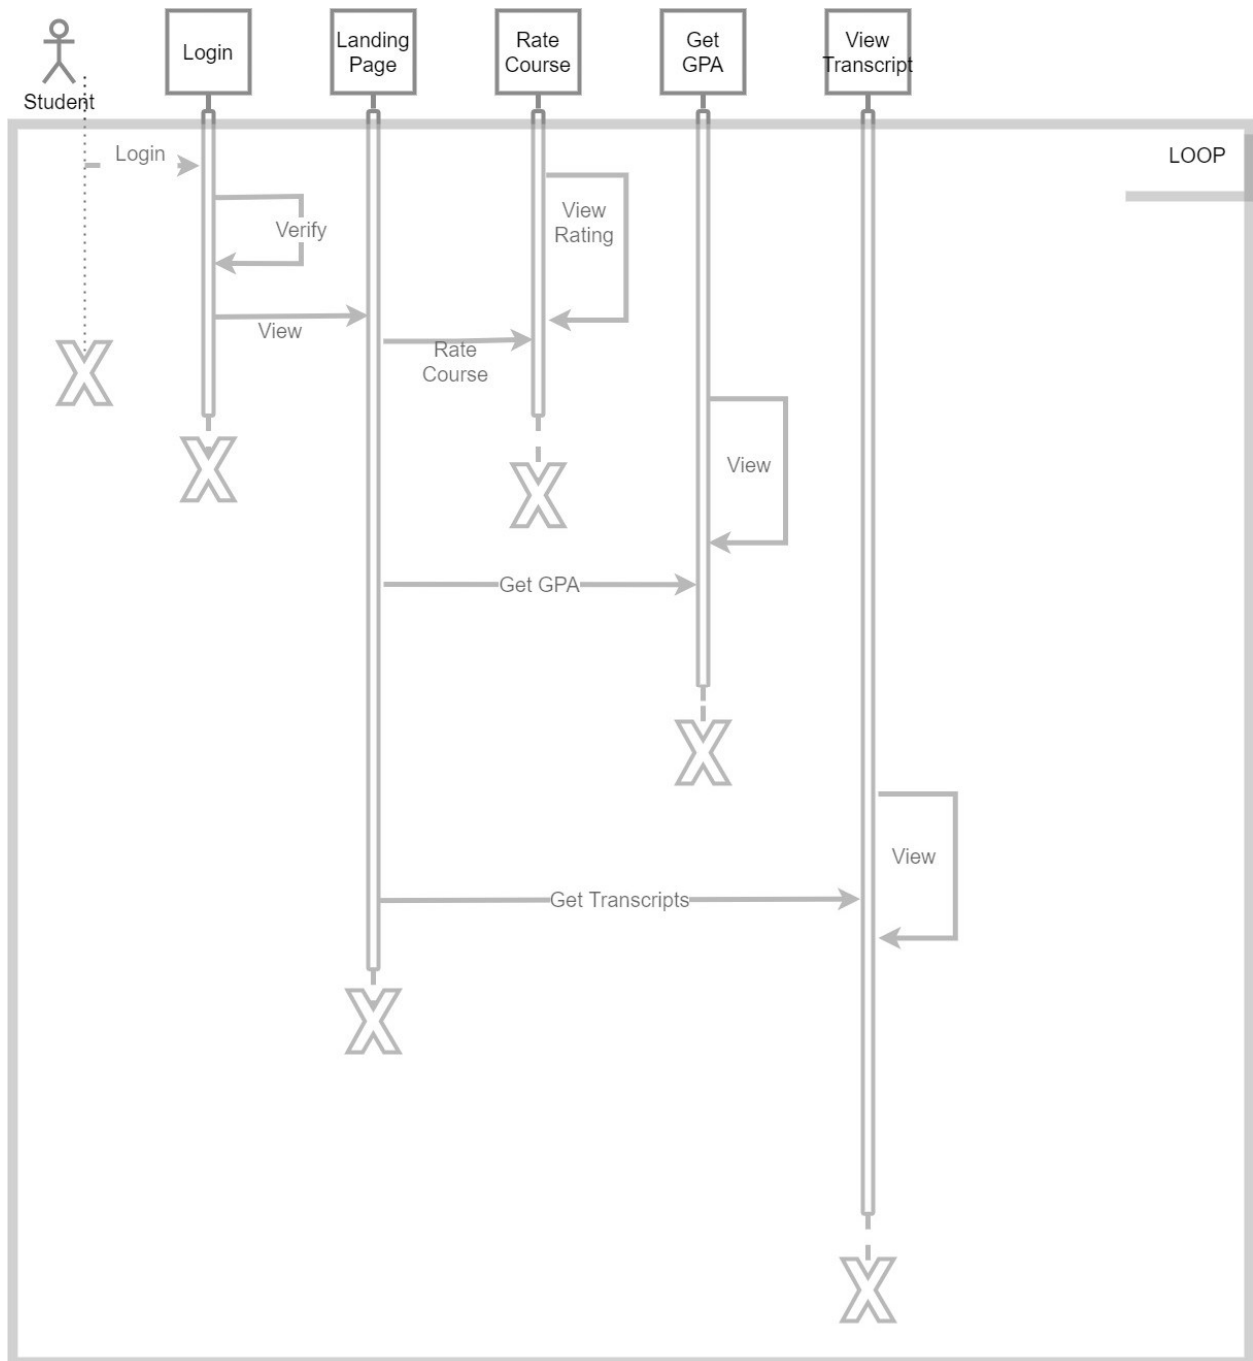 Student
Login
Landing
Page
Rate
Course
Get
GPA
View
Transcript
LOOP
Login
View
Rating
Verify
View
Rate
Course
View
Get GPA
View
Get Transcripts